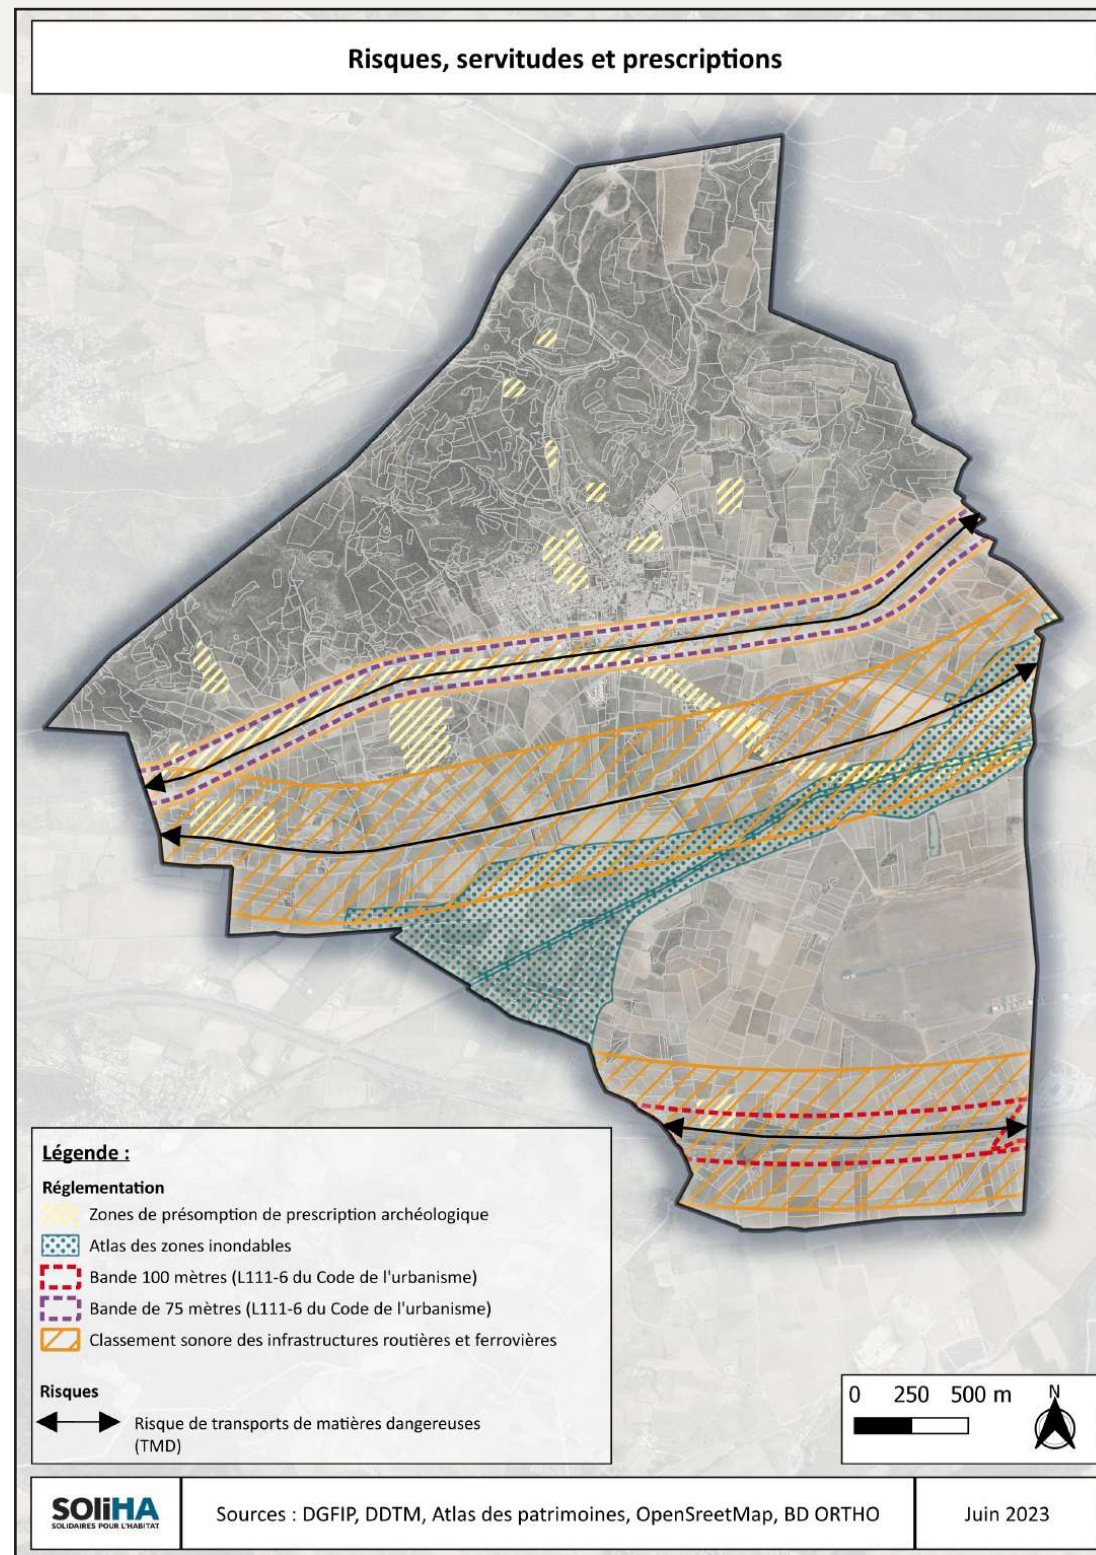 Risques, servitudes et prescriptions
Légende :
Réglementation
Zones de présomption de prescription archéologique
Atlas des zones inondables
Bande 100 mètres (L111-6 du Code de l'urbanisme)
Bande de 75 mètres (L111-6 du Code de l'urbanisme)
Classement sonore des infrastructures routières et ferrovières
Risques
Risque de transports de matières dangereuses
(TMD)
0 250 500 m
N
SOLiHA
SOLIDAIRES POUR L'HABITAT
Sources : DGFIP, DDTM, Atlas des patrimoines, OpenSreetMap, BD ORTHO
Juin 2023